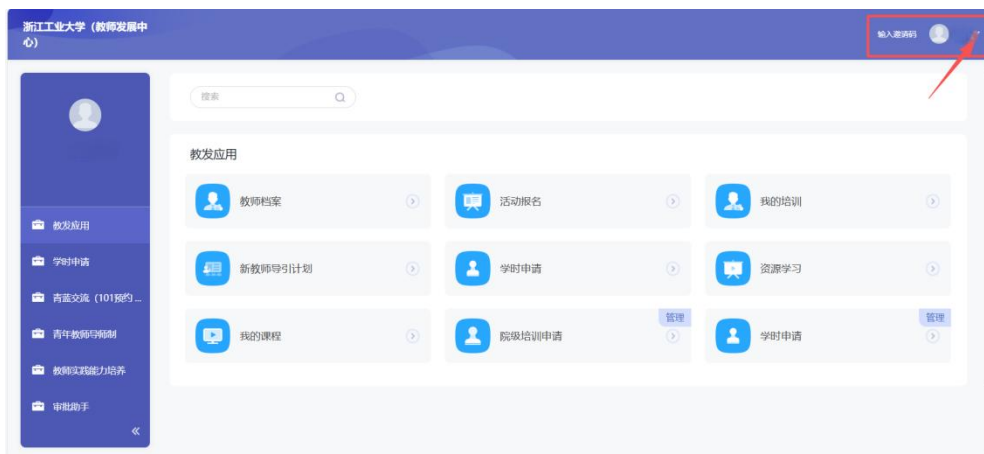 浙江工业大学（教师发展中
心）
输入邀请码
搜索
教发应用
教师档案
活动报名
我的培训
新教师导引计划
学时申请
资源学习
我的课程
院级培训申请
管理
学时申请
管理
教发应用
学时申请
青蓝交流（101预约 ...
青年教师导师制
教师实践能力培养
审批助手